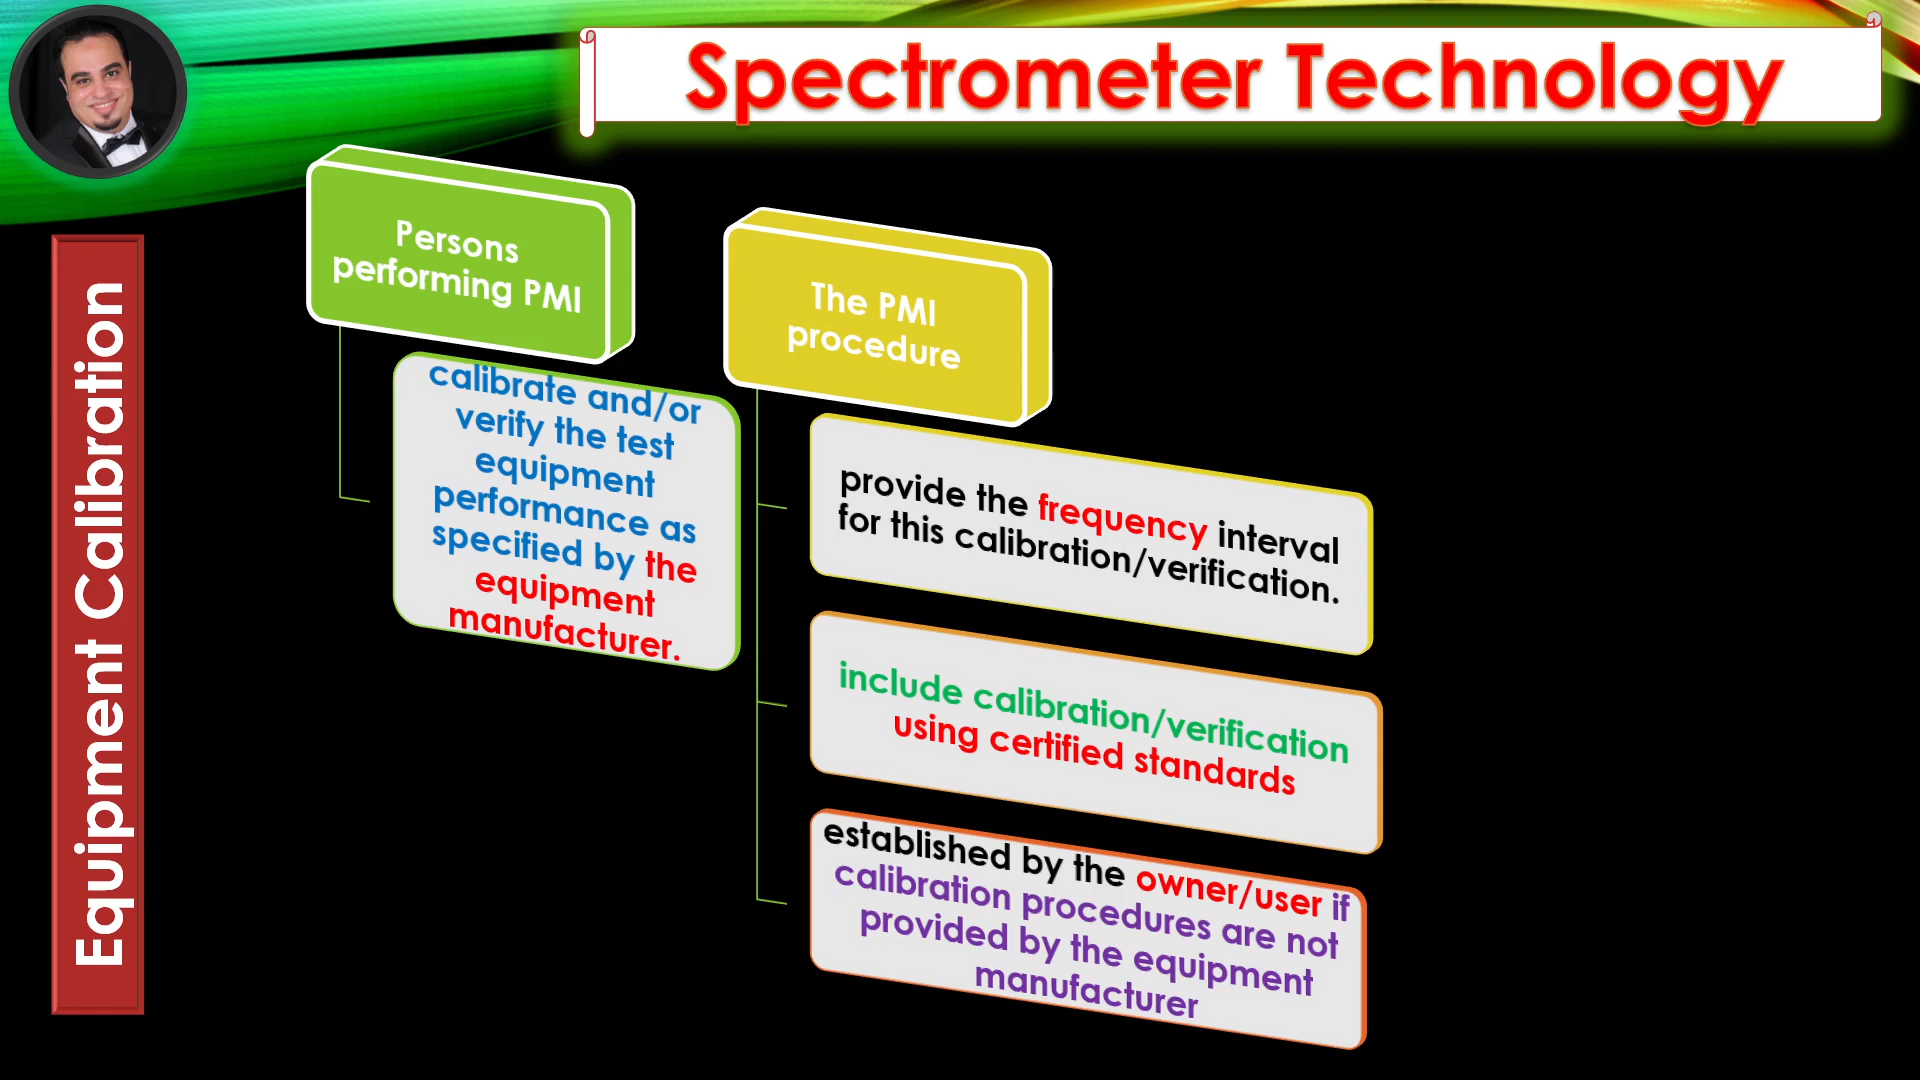 Spectrometer Technology
Equipment Calibration
Persons
performing PMI
calibrate and/or
verify the test
equipment
performance as
specified by the
equipment
manufacturer.
The PMI
procedure
provide the frequency interval
for this calibration/verification.
include calibration/verification
using certified standards
established by the owner/user if
calibration procedures are not
provided by the equipment
manufacturer